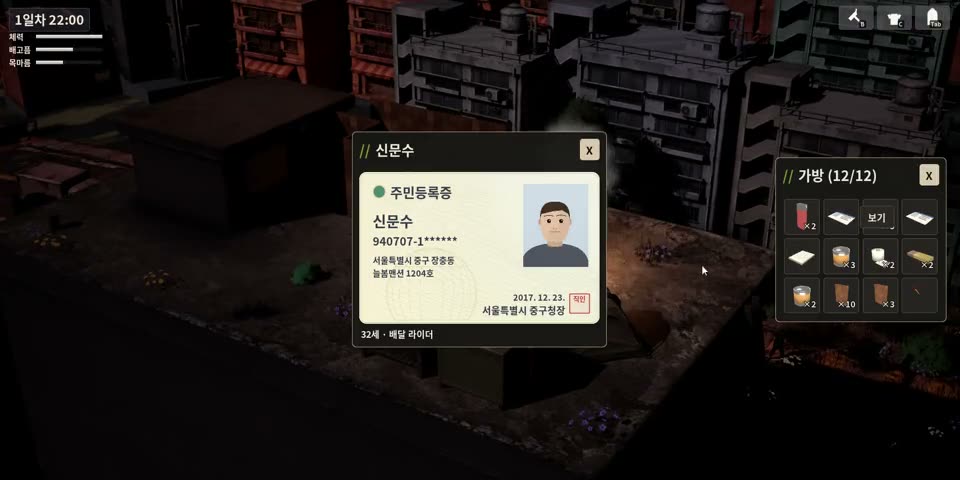 1일차 22:00
체력
배고픔
목마름
B
C
Tab
// 신문수
X
주민등록증
신문수
940707-1******
서울특별시 중구 장충동
늘봄맨션 1204호
2017. 12. 23.
서울특별시 중구청장
직인
32세 · 배달 라이더
// 가방 (12/12)
X
×2
보기
×3
×2
×2
×2
×10
×3